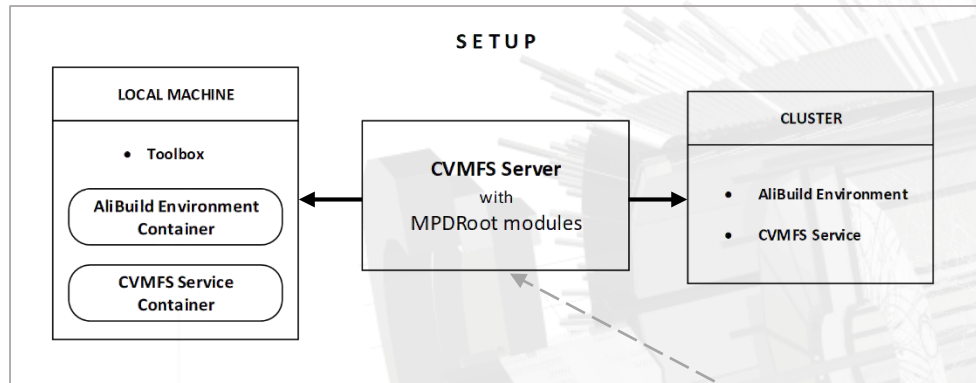 SETUP
LOCAL MACHINE
• Toolbox
AliBuild Environment
Container
CVMFS Service
Container
CVMFS Server
with
MPDRoot modules
CLUSTER
• AliBuild Environment
• CVMFS Service